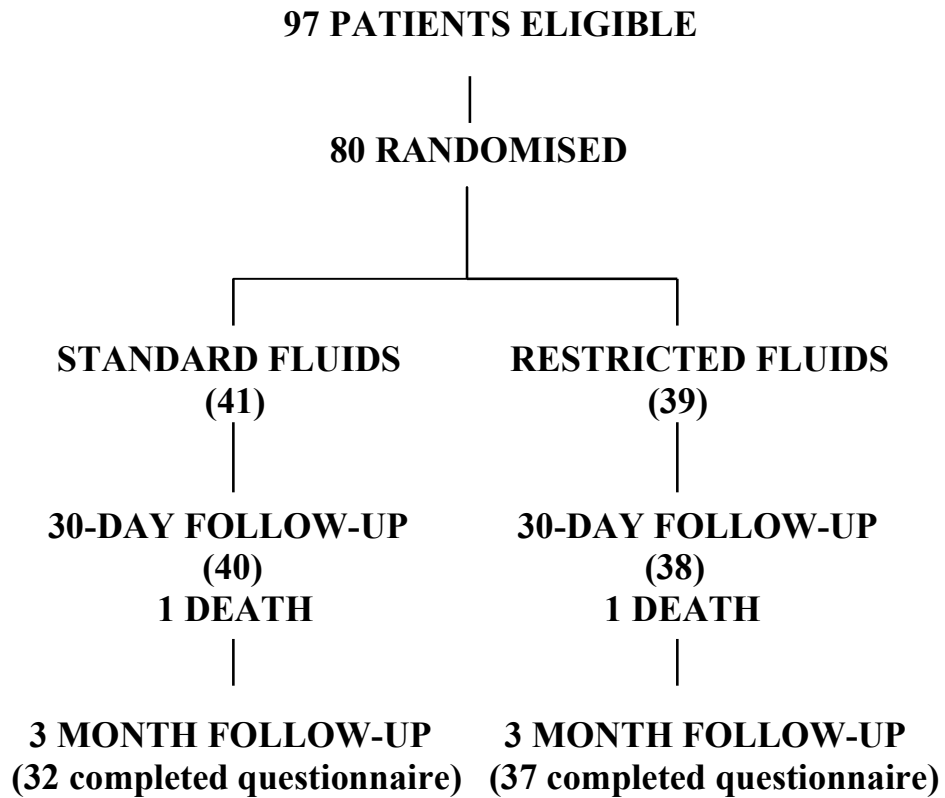 97 PATIENTS ELIGIBLE
80 RANDOMISED
STANDARD FLUIDS
(41)
RESTRICTED FLUIDS
(39)
30-DAY FOLLOW-UP
(40)
1 DEATH
30-DAY FOLLOW-UP
(38)
1 DEATH
3 MONTH FOLLOW-UP
(32 completed questionnaire)
3 MONTH FOLLOW-UP
(37 completed questionnaire)